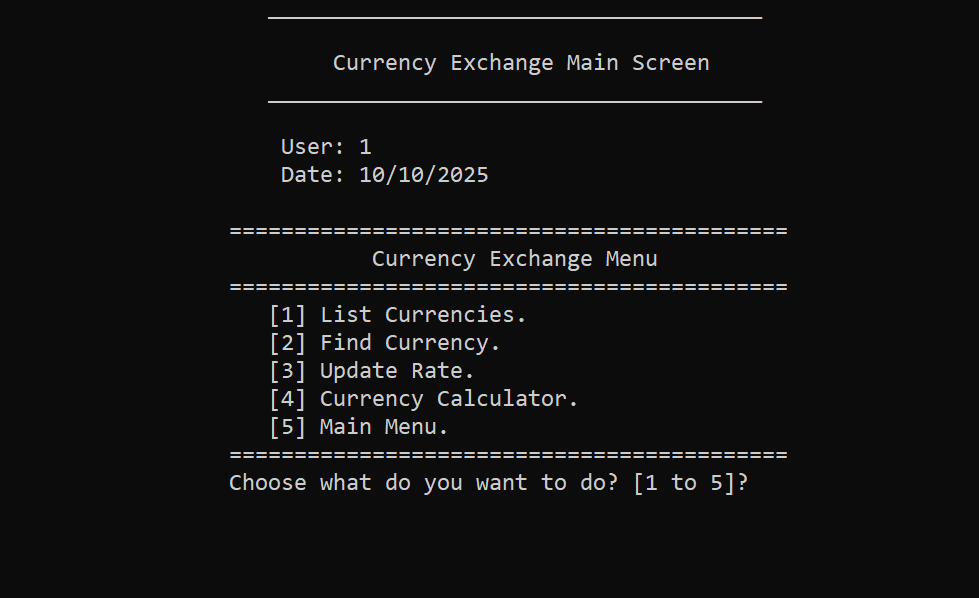 Currency Exchange Main Screen
User: 1
Date: 10/10/2025
===========================================
Currency Exchange Menu
===========================================
[1] List Currencies.
[2] Find Currency.
[3] Update Rate.
[4] Currency Calculator.
[5] Main Menu.
===========================================
Choose what do you want to do? [1 to 5]?